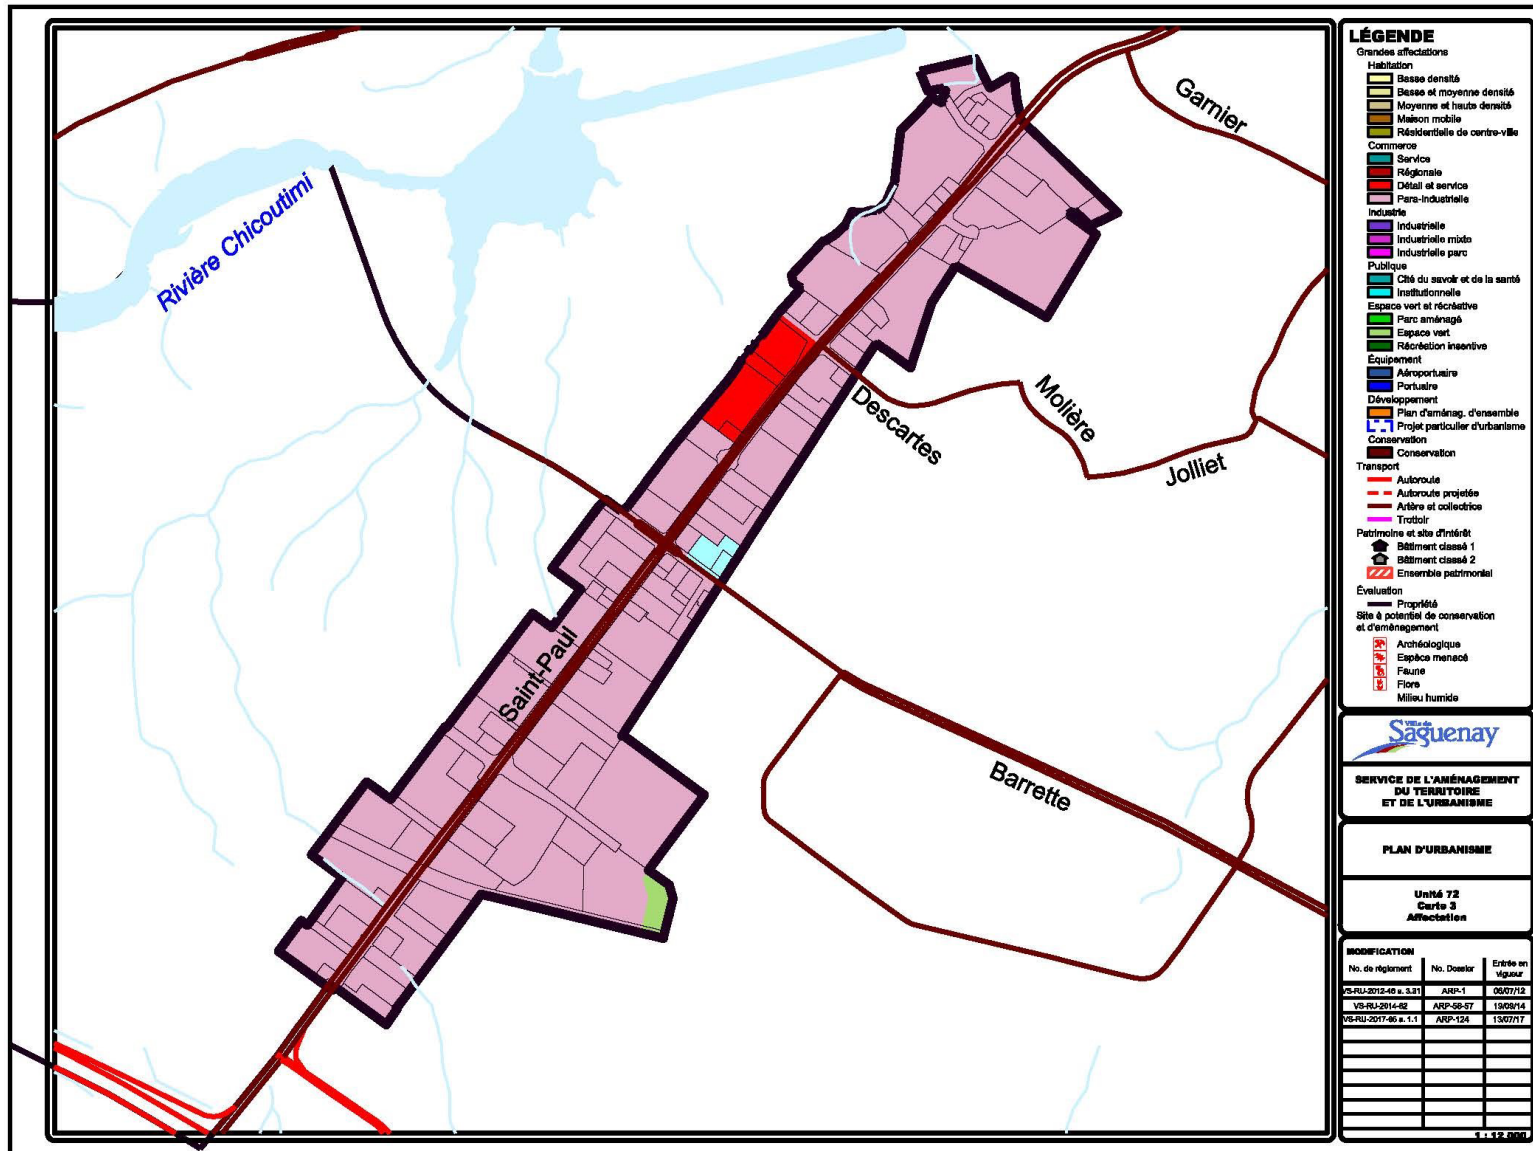 Rivière Chicoutimi
Garnier
Descartes
Molière
Jolliet
Saint-Paul
Barrette
LÉGENDE
Grandes affectations
Habitation
Basse densité
Basse et moyenne densité
Moyenne et haute densité
Maison mobile
Résidentielle de centre-ville
Commerce
Service
Régionale
Détail et service
Para-Industrielle
Industrie
Industrielle
Industrielle mixte
Industrielle parc
Publique
Cité du savoir et de la santé
Institutionnelle
Espace vert et récréative
Parc aménagé
Espace vert
Récréation insentive
Équipement
Aéroportuaire
Portuaire
Développement
Plan d'aménag. d'ensemble
Projet particulier d'urbanisme
Conservation
Conservation
Transport
Autoroute
Autoroute projetée
Artère et collectrice
Trottoir
Patrimoine et site d'intérêt
Bâtiment classé 1
Bâtiment classé 2
Ensemble patrimonial
Évaluation
Propriété
Site à potentiel de conservation
et d'aménagement
Archéologique
Espèce menacé
Faune
Flore
Milieu humide
Ville de
Saguenay
SERVICE DE L'AMÉNAGEMENT
DU TERRITOIRE
ET DE L'URBANISME
PLAN D'URBANISME
Unité 72
Carte 3
Affectation
MODIFICATION
No. de règlement No. Dossier Entrée en vigueur
VS-RU-2012-46 a. 3.31 ARP-1 06/07/12
VS-RU-2014-62 ARP-56-57 19/09/14
VS-RU-2017-86 a. 1.1 ARP-124 13/07/17
1 : 12 000